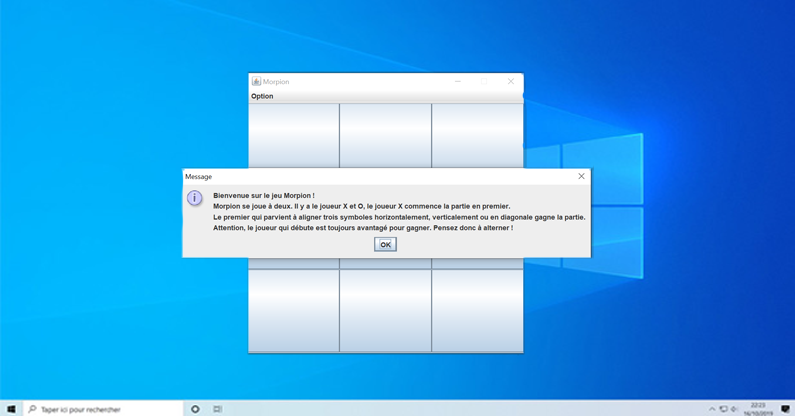 Morpion
Option
Message
Bienvenue sur le jeu Morpion !
Morpion se joue à deux. Il y a le joueur X et O, le joueur X commence la partie en premier.
Le premier qui parvient à aligner trois symboles horizontalement, verticalement ou en diagonale gagne la partie.
Attention, le joueur qui débute est toujours avantagé pour gagner. Pensez donc à alterner !
OK
Taper ici pour rechercher
22:23
16/10/2019